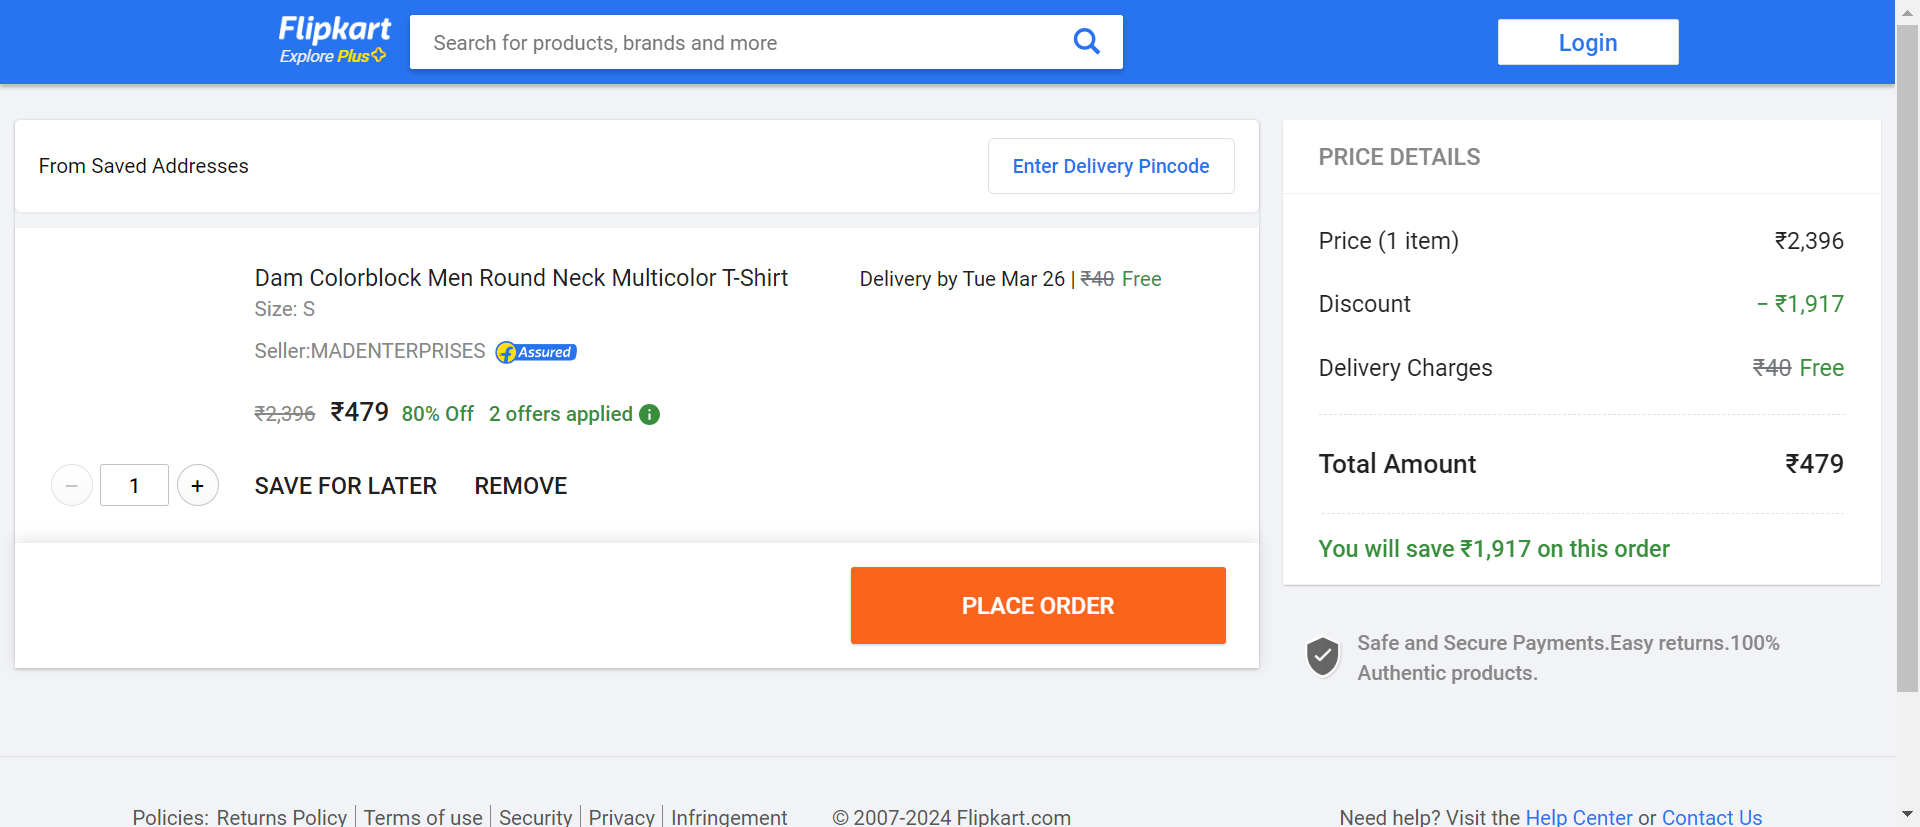 Flipkart
Explore Plus
Search for products, brands and more
Login
From Saved Addresses
Enter Delivery Pincode
Dam Colorblock Men Round Neck Multicolor T-Shirt
Size: S
Seller:MADENTERPRISES
Assured
Delivery by Tue Mar 26 | ₹40 Free
₹2,396 ₹479 80% Off 2 offers applied
1
SAVE FOR LATER
REMOVE
PLACE ORDER
PRICE DETAILS
Price (1 item) ₹2,396
Discount − ₹1,917
Delivery Charges ₹40 Free
Total Amount ₹479
You will save ₹1,917 on this order
Safe and Secure Payments.Easy returns.100%
Authentic products.
Policies: Returns Policy | Terms of use | Security | Privacy | Infringement
© 2007-2024 Flipkart.com
Need help? Visit the Help Center or Contact Us